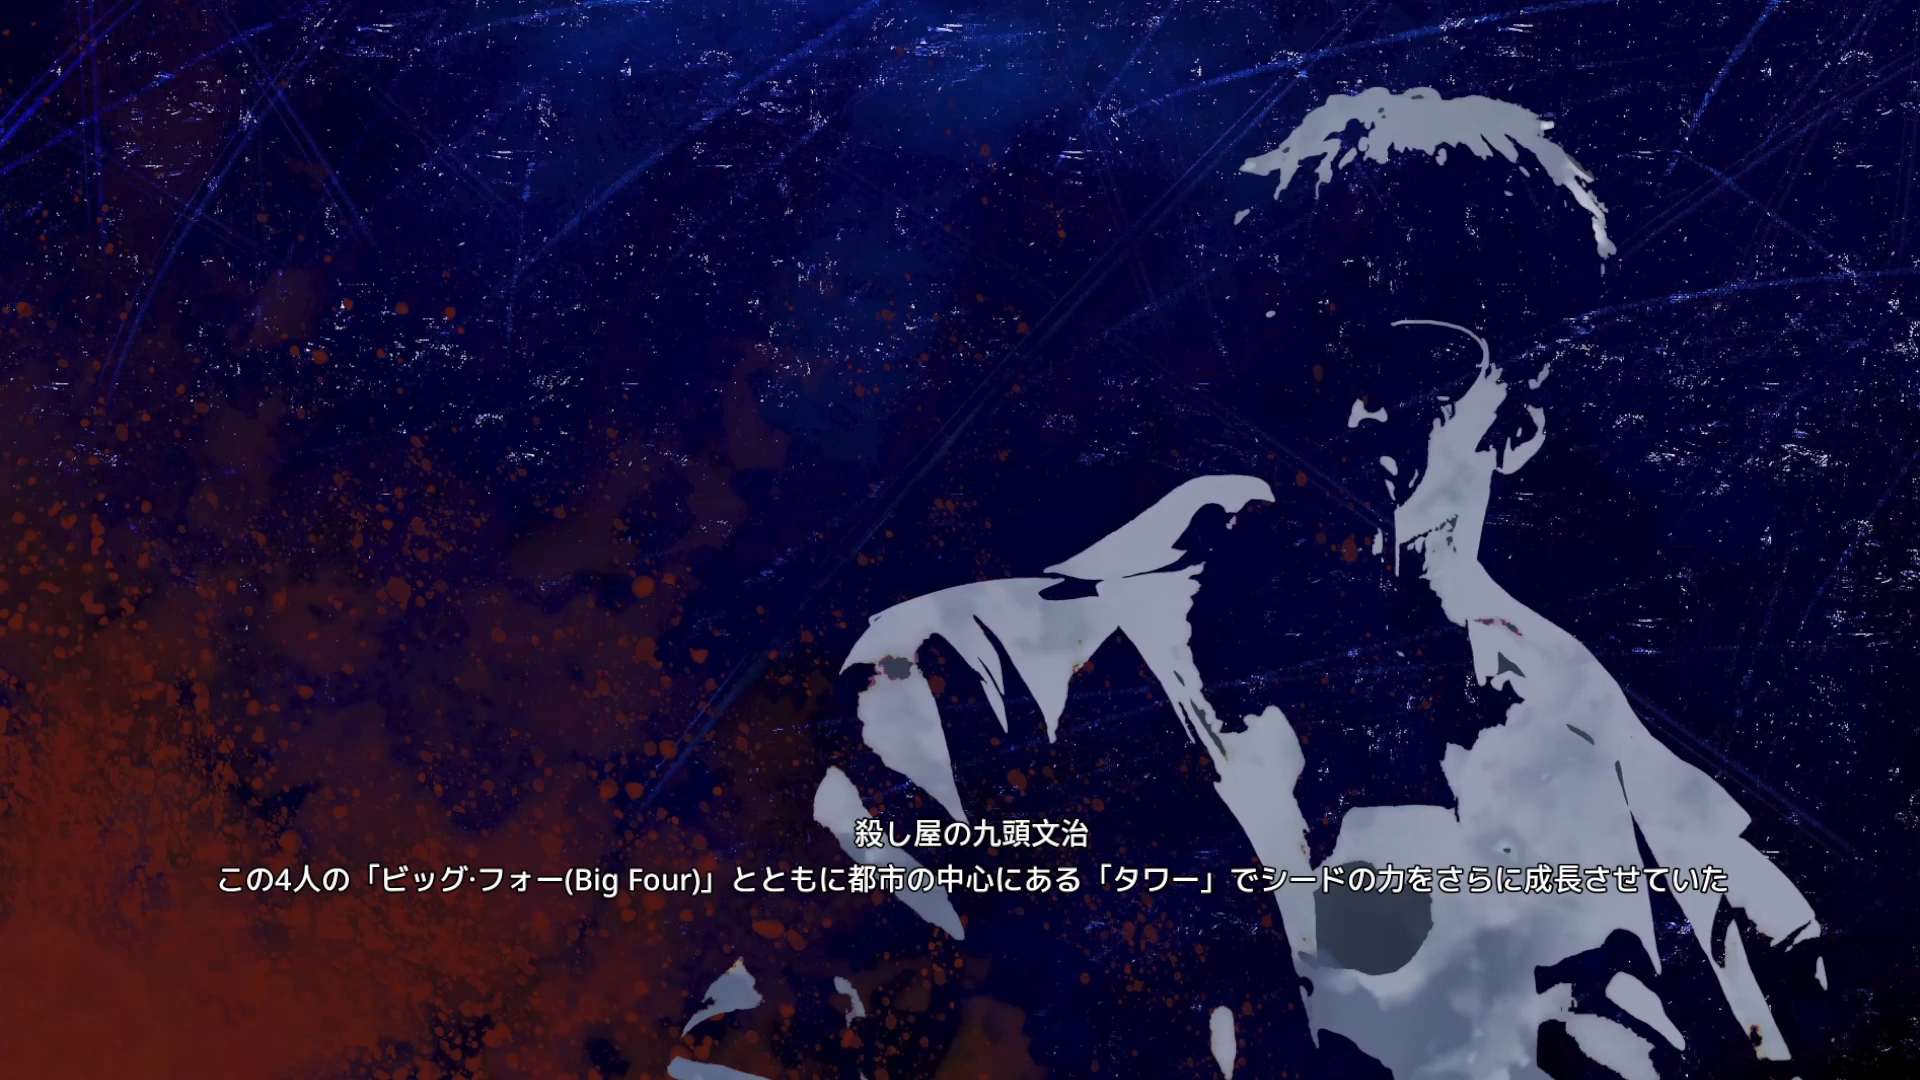 殺し屋の九頭文治
この4人の「ビッグ·フォー(Big Four)」とともに都市の中心にある「タワー」でシードの力をさらに成長させていた